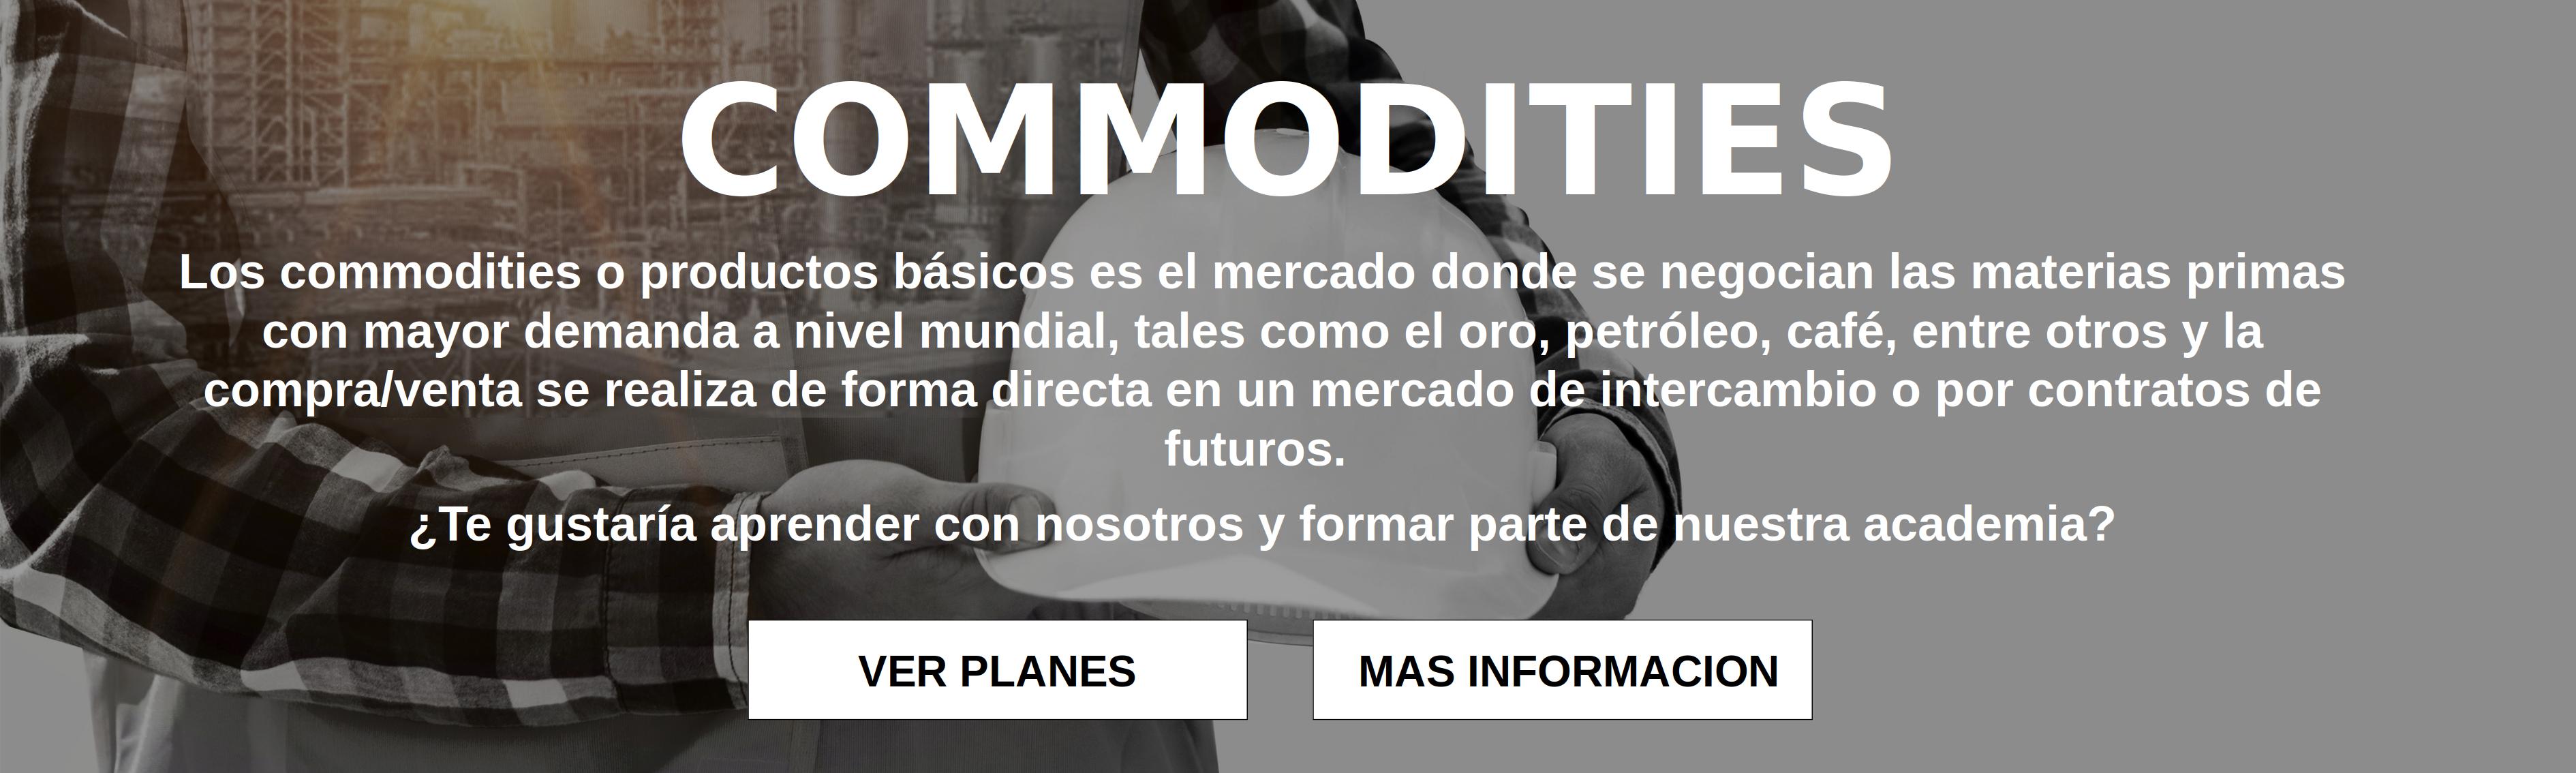 COMMODITIES
Los commodities o productos básicos es el mercado donde se negocian las materias primas
con mayor demanda a nivel mundial, tales como el oro, petróleo, café, entre otros y la
compra/venta se realiza de forma directa en un mercado de intercambio o por contratos de
futuros.
¿Te gustaría aprender con nosotros y formar parte de nuestra academia?
VER PLANES
MAS INFORMACION